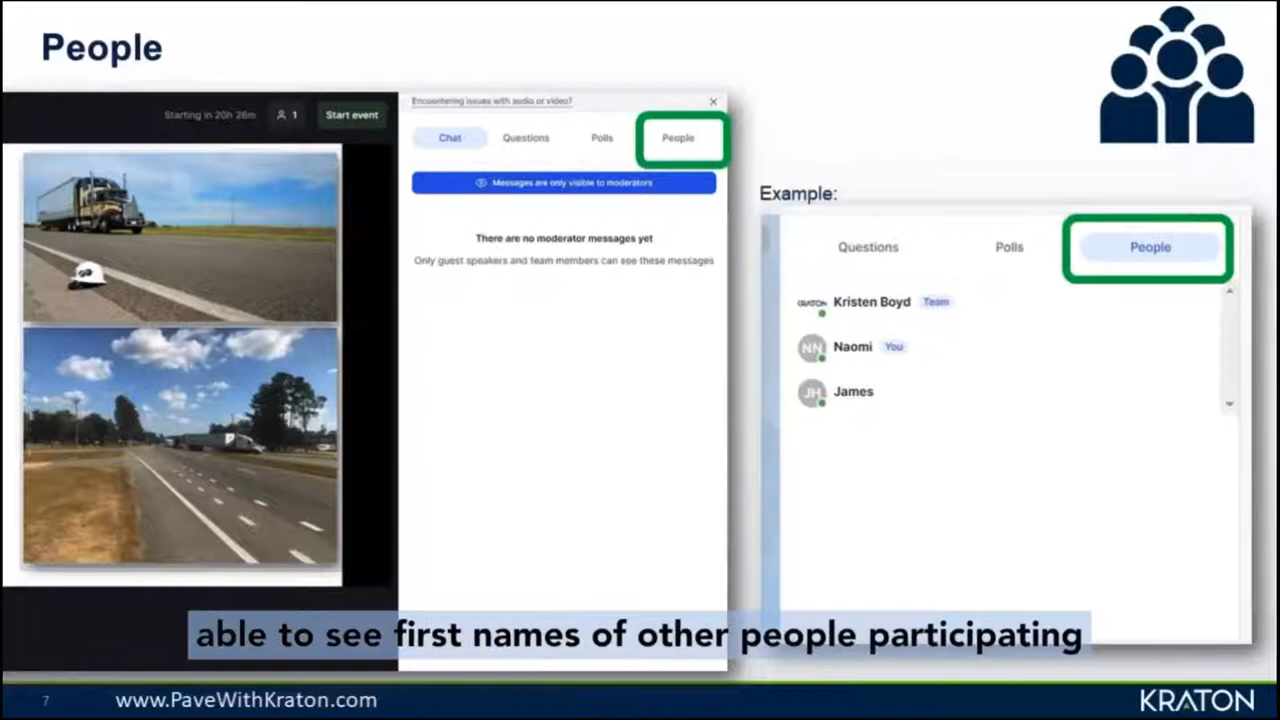 People
Starting in 20h 26m 1 Start event
Encountering issues with audio or video?
Chat Questions Polls People
Messages are only visible to moderators
There are no moderator messages yet
Only guest speakers and team members can see these messages
Example:
Questions Polls People
KRATON Kristen Boyd Team
NN Naomi You
JH James
able to see first names of other people participating
7 www.PaveWithKraton.com KRATON